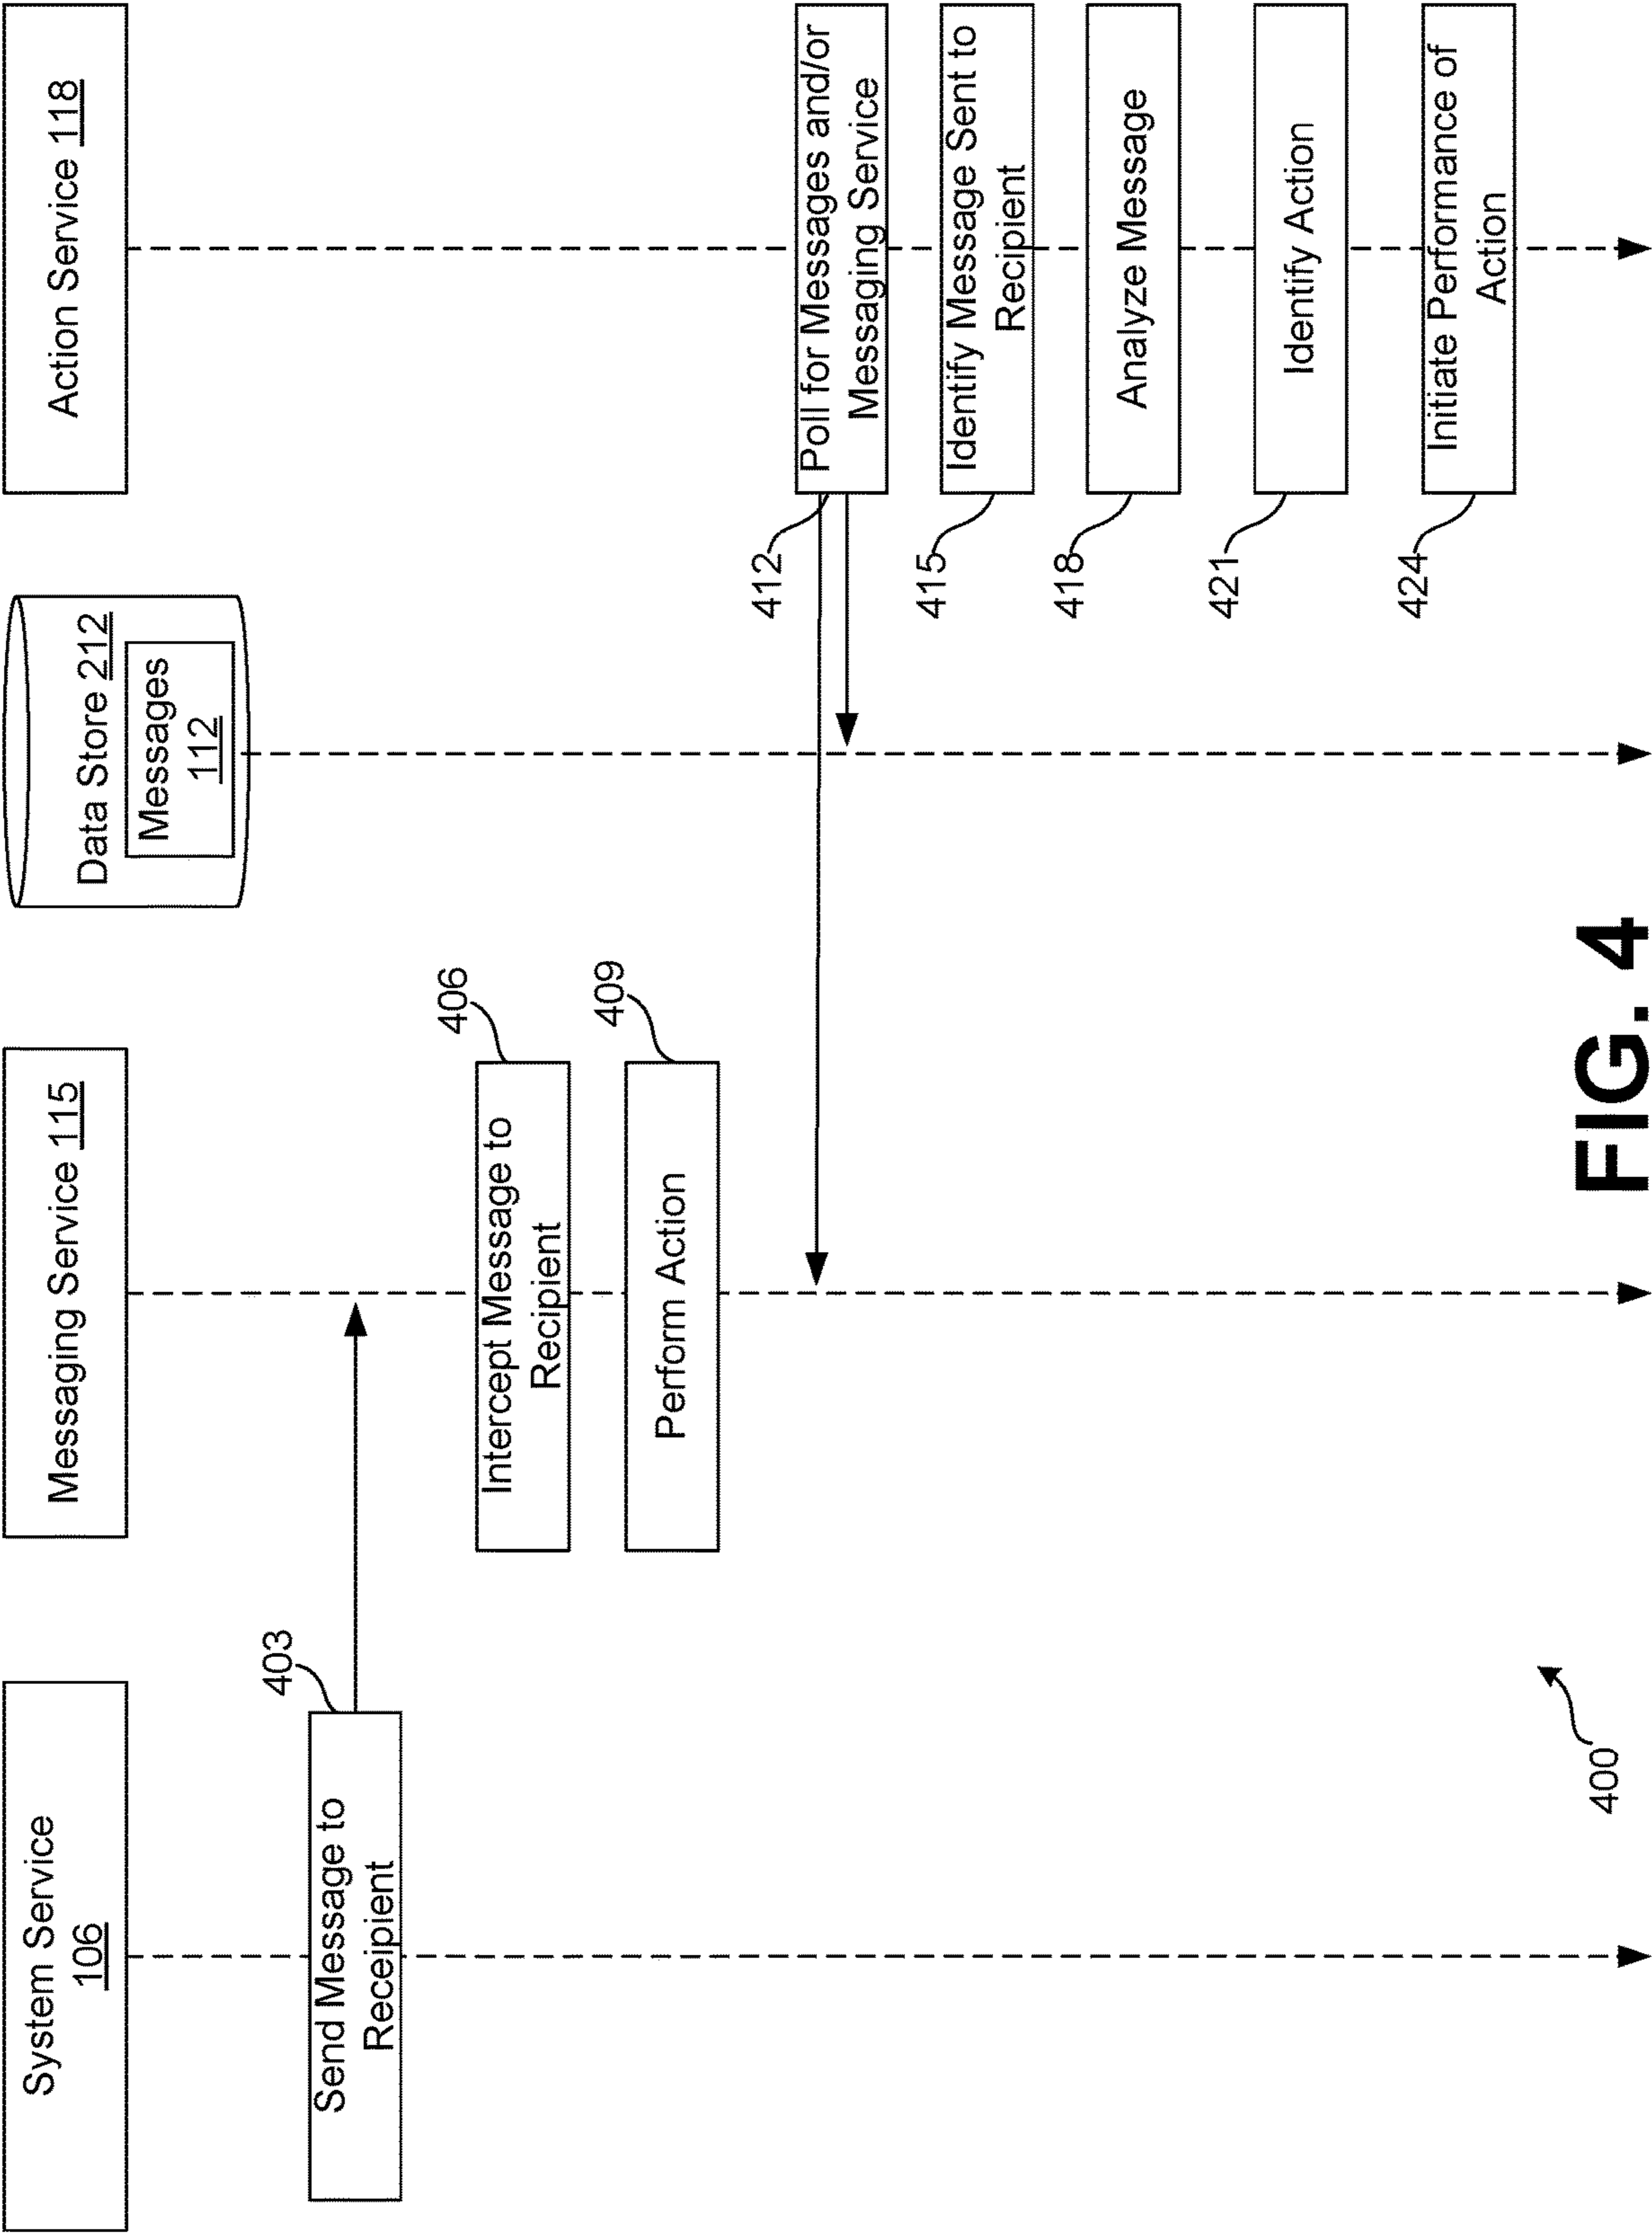 System Service
106
Messaging Service 115
Data Store 212
Messages
112
Action Service 118
403
Send Message to
Receipient
406
Intercept Message to
Recipient
409
Perform Action
412
Poll for Messages and/or
Messaging Service
415
Identify Message Sent to
Recipient
418
Analyze Message
421
Identify Action
424
Initiate Performance of
Action
400
FIG. 4